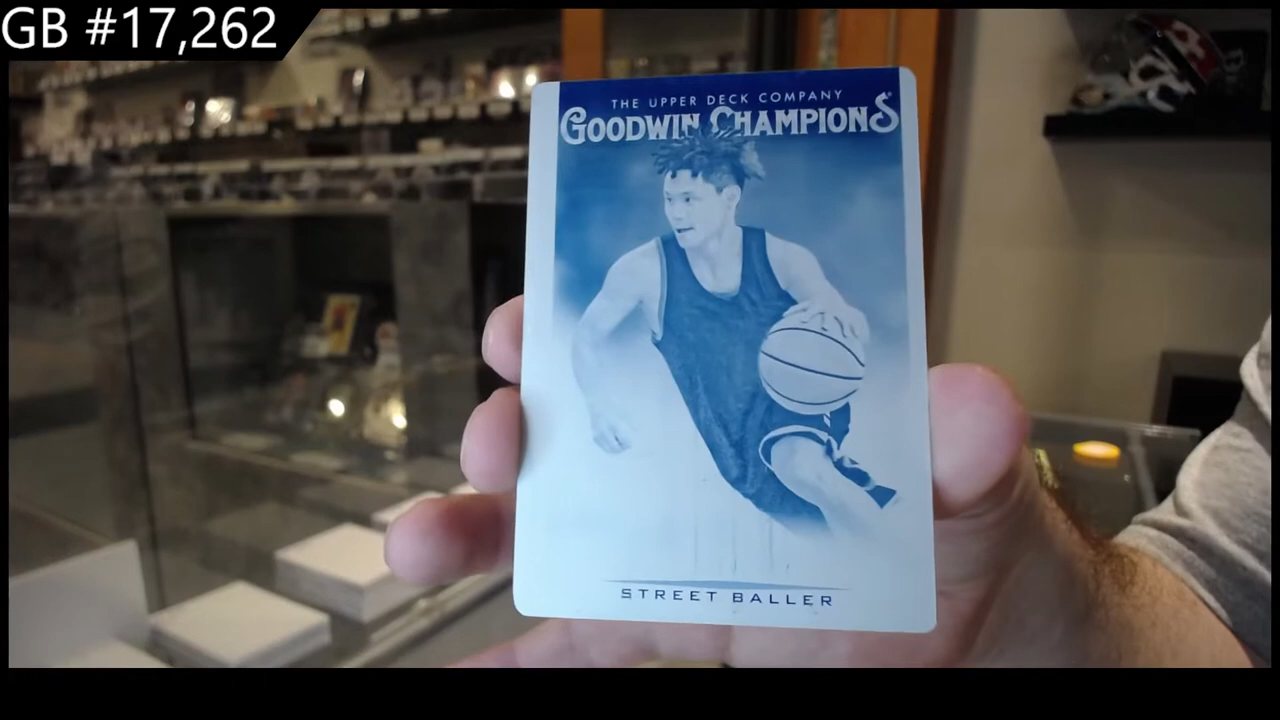 GB #17,262
THE UPPER DECK COMPANY
GOODWIN CHAMPIONS
STREET BALLER